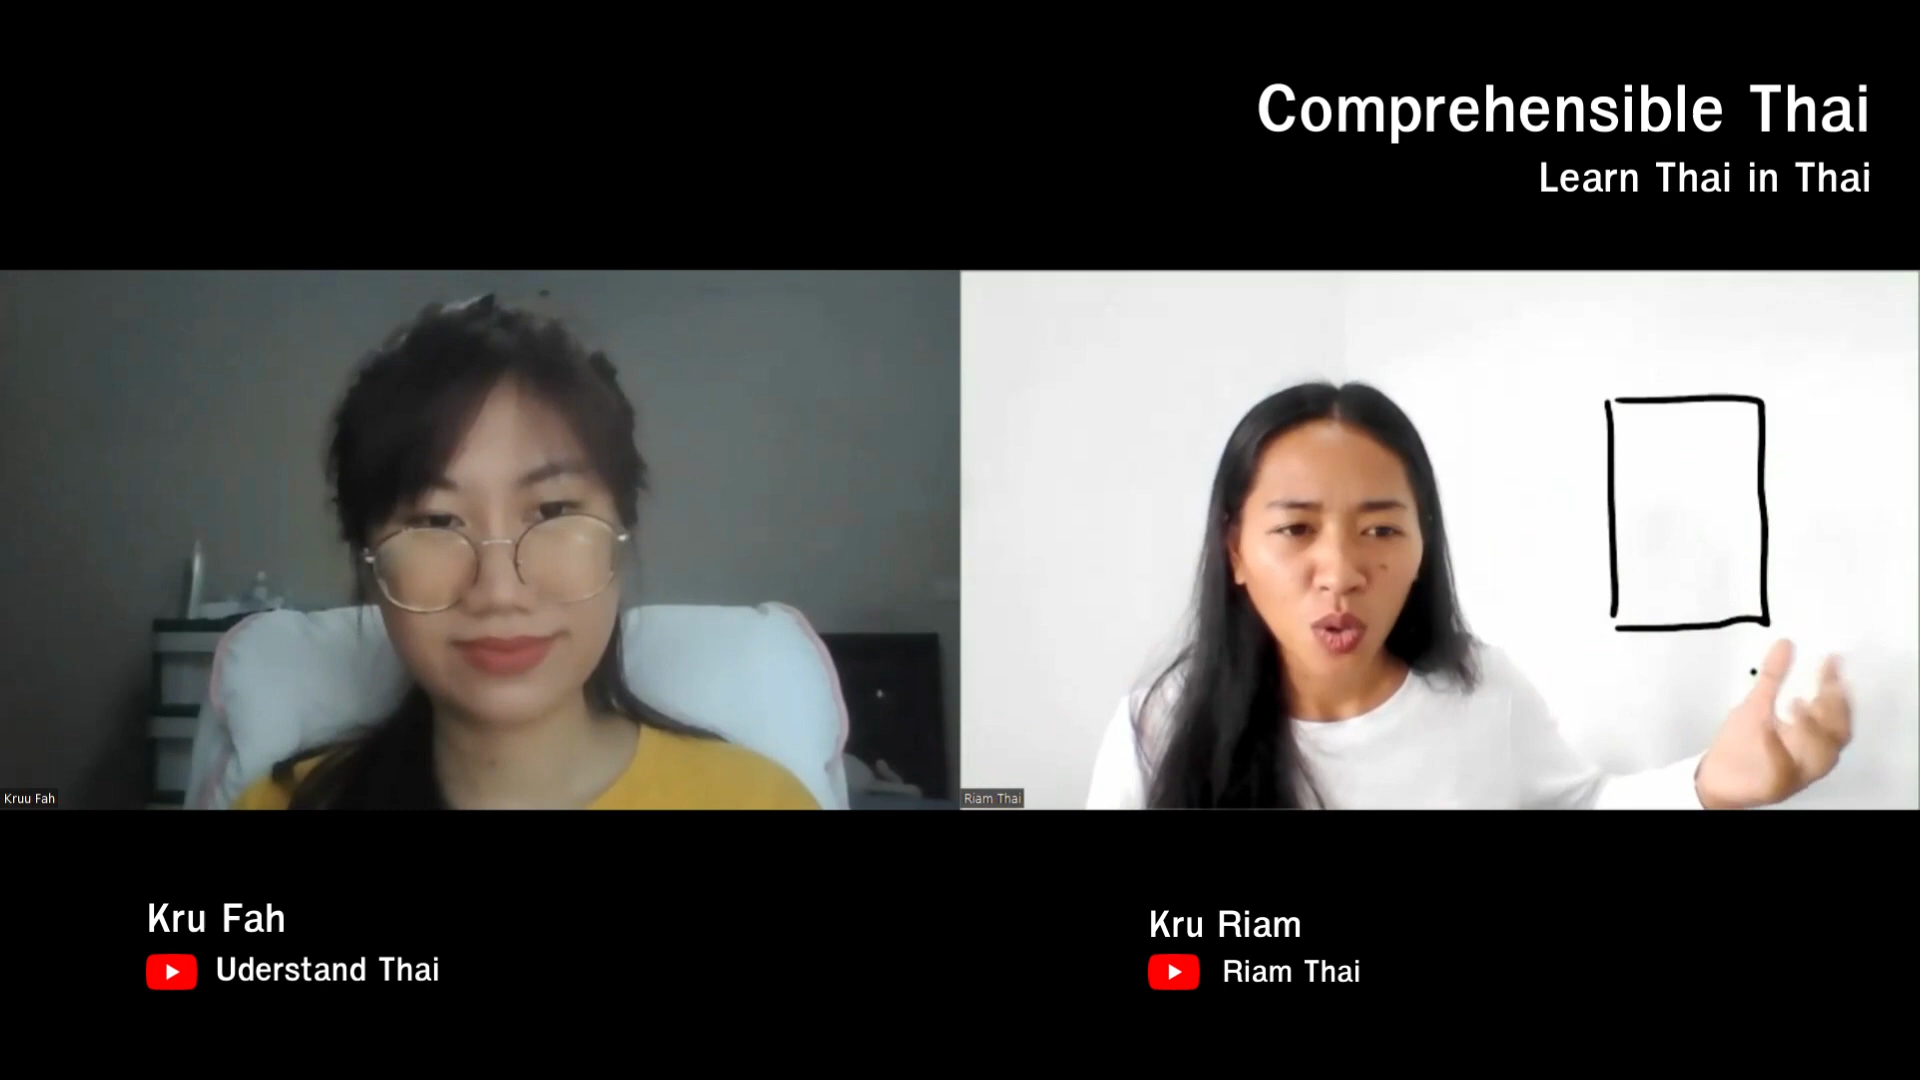 Comprehensible Thai
Learn Thai in Thai
Kruu Fah
Riam Thai
Kru Fah
Uderstand Thai
Kru Riam
Riam Thai